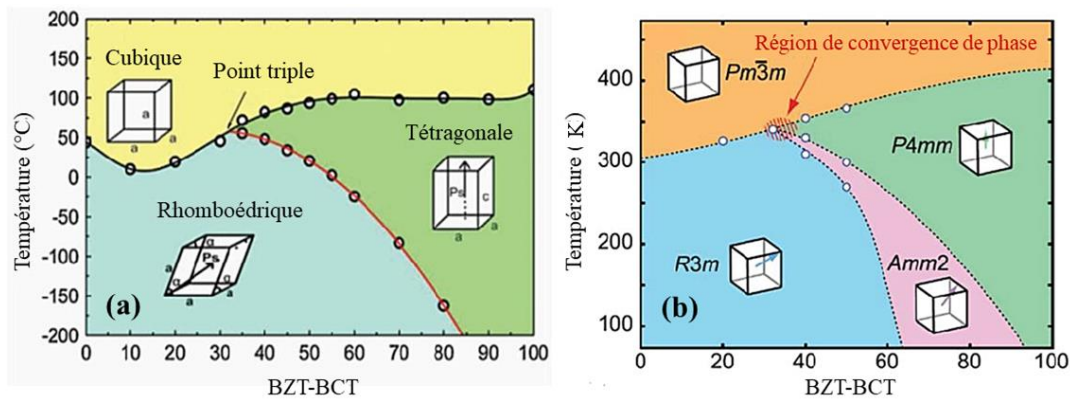 200
150
100
50
0
-50
-100
-150
-200
Température (°C)
Cubique
a
a
a
Point triple
Tétragonale
Ps
c
a
a
Rhomboédrique
α
Ps
a
α
α
a
a
(a)
0 10 20 30 40 50 60 70 80 90 100
BZT-BCT
400
300
200
100
Température ( K)
Région de convergence de phase
Pm3̅m
P4mm
R3m
Amm2
(b)
0 20 40 60 80 100
BZT-BCT